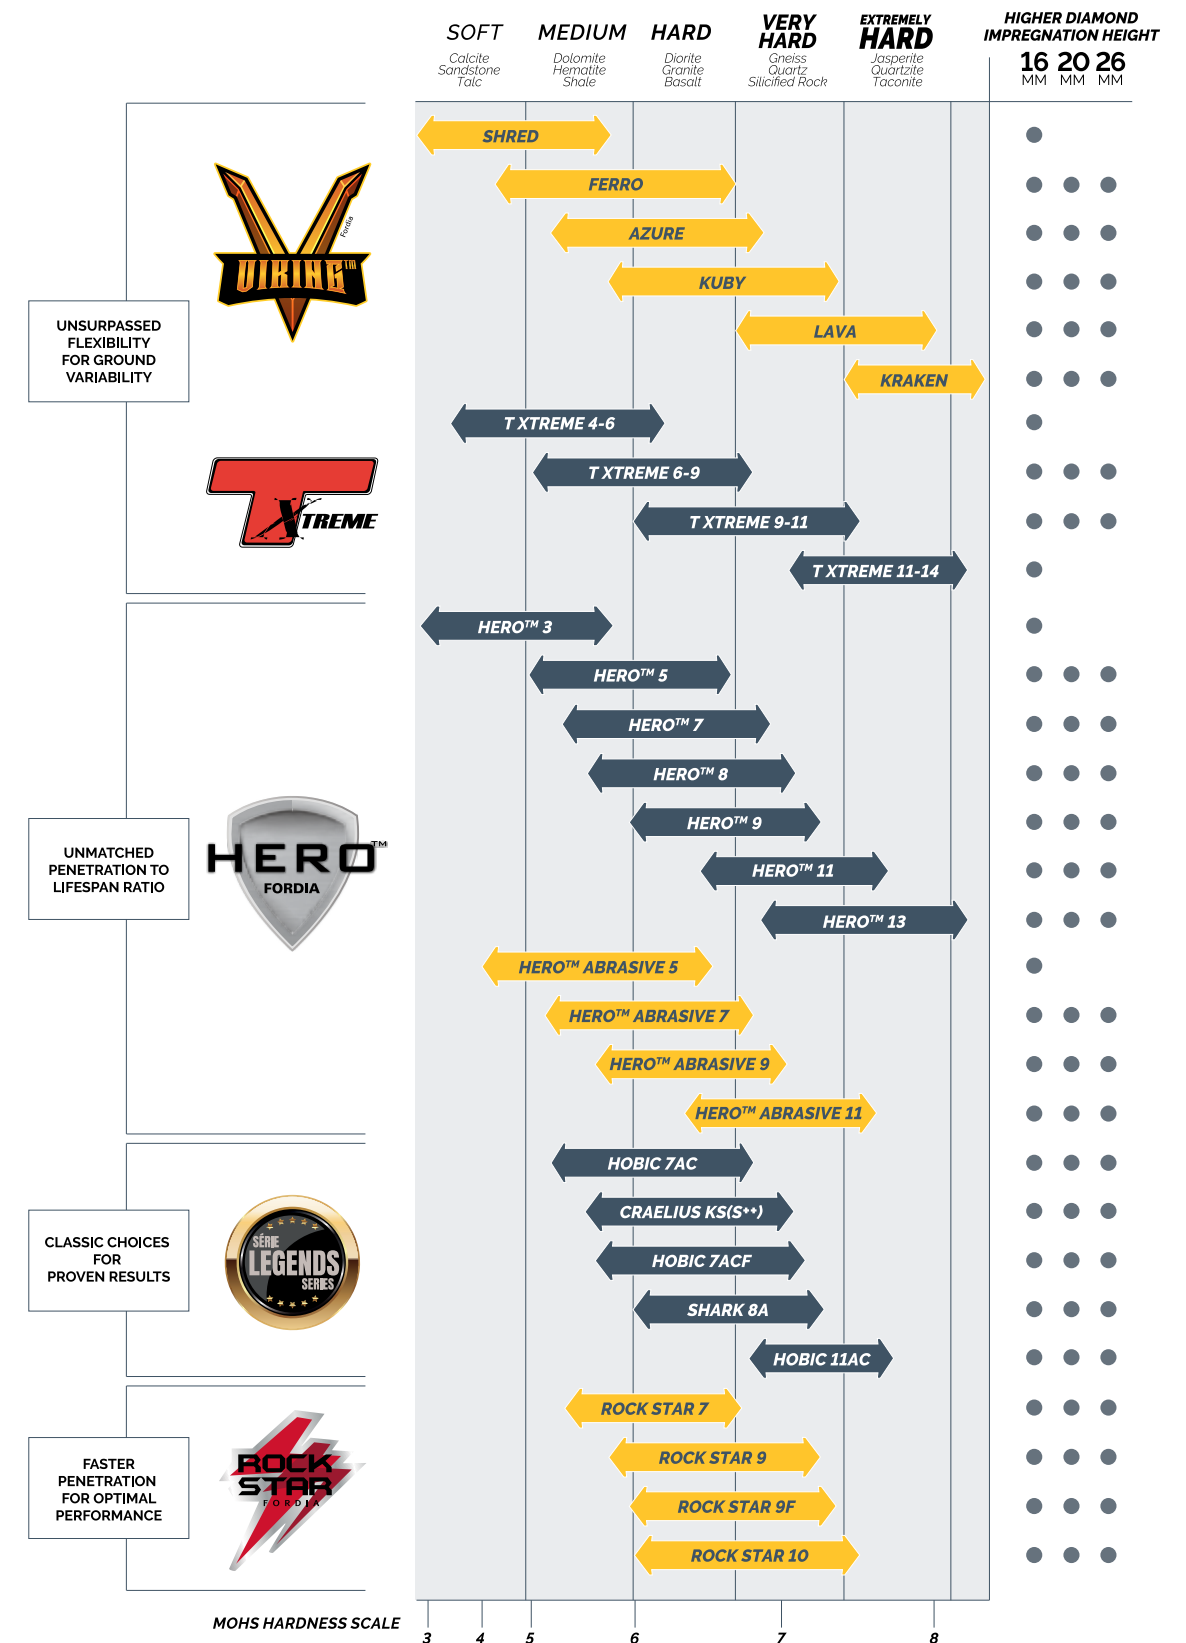 SOFT
Calcite
Sandstone
Talc
MEDIUM
Dolomite
Hematite
Shale
HARD
Diorite
Granite
Basalt
VERY
HARD
Gneiss
Quartz
Silicified Rock
EXTREMELY
HARD
Jasperite
Quartzite
Taconite
HIGHER DIAMOND
IMPREGNATION HEIGHT
16 20 26
MM MM MM
UNSURPASSED
FLEXIBILITY
FOR GROUND
VARIABILITY
Fordia
VIKING™
SHRED
FERRO
AZURE
KUBY
LAVA
KRAKEN
T XTREME
T XTREME 4-6
T XTREME 6-9
T XTREME 9-11
T XTREME 11-14
UNMATCHED
PENETRATION TO
LIFESPAN RATIO
HERO™
FORDIA
HERO™ 3
HERO™ 5
HERO™ 7
HERO™ 8
HERO™ 9
HERO™ 11
HERO™ 13
HERO™ ABRASIVE 5
HERO™ ABRASIVE 7
HERO™ ABRASIVE 9
HERO™ ABRASIVE 11
CLASSIC CHOICES
FOR
PROVEN RESULTS
SÉRIE
LEGENDS
SERIES
HOBIC 7AC
CRAELIUS KS(S++)
HOBIC 7ACF
SHARK 8A
HOBIC 11AC
FASTER
PENETRATION
FOR OPTIMAL
PERFORMANCE
ROCK
STAR
FORDIA
ROCK STAR 7
ROCK STAR 9
ROCK STAR 9F
ROCK STAR 10
MOHS HARDNESS SCALE
3 4 5 6 7 8